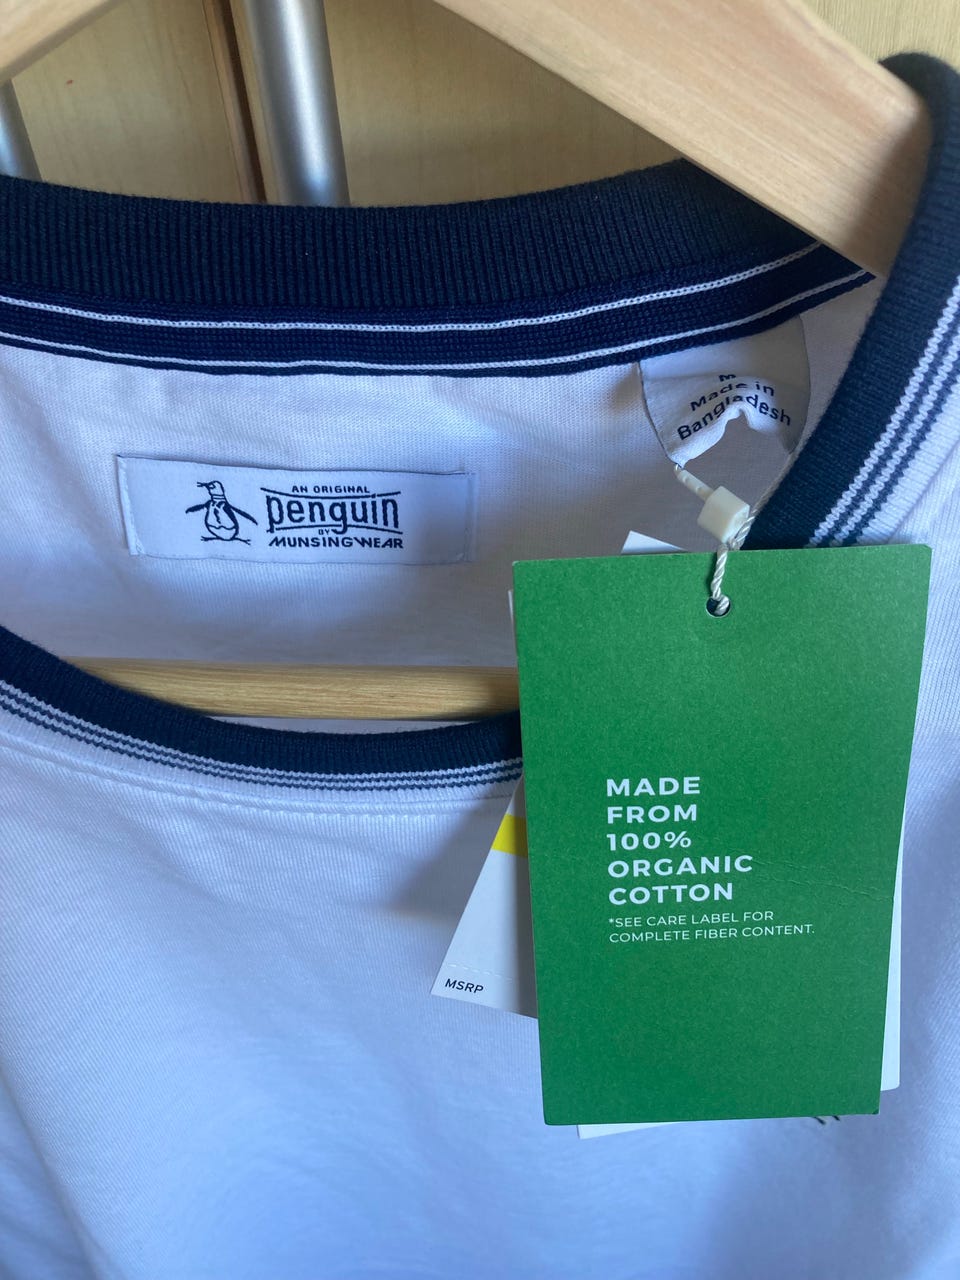 M
Made in
Bangladesh
AN ORIGINAL
penguin
BY
MUNSINGWEAR
MADE
FROM
100%
ORGANIC
COTTON
*SEE CARE LABEL FOR
COMPLETE FIBER CONTENT.
MSRP